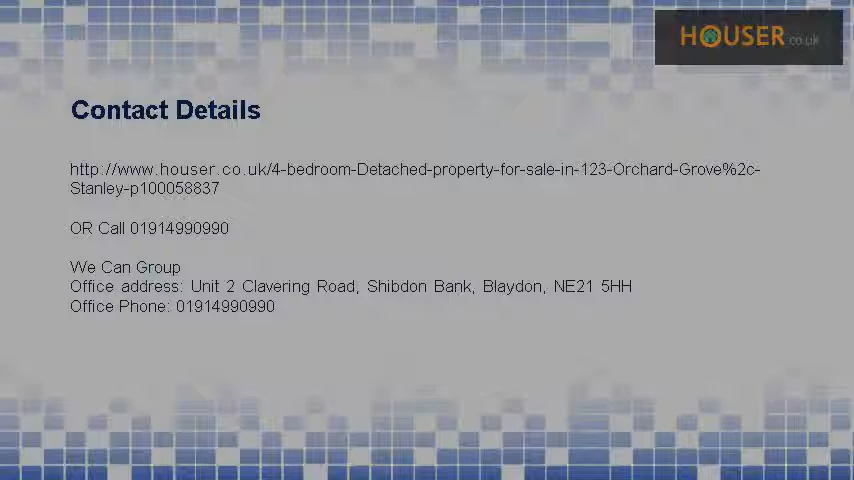 HOUSER.co.uk
Contact Details
http://www.houser.co.uk/4-bedroom-Detached-property-for-sale-in-123-Orchard-Grove%2c-
Stanley-p100058837
OR Call 01914990990
We Can Group
Office address: Unit 2 Clavering Road, Shibdon Bank, Blaydon, NE21 5HH
Office Phone: 01914990990